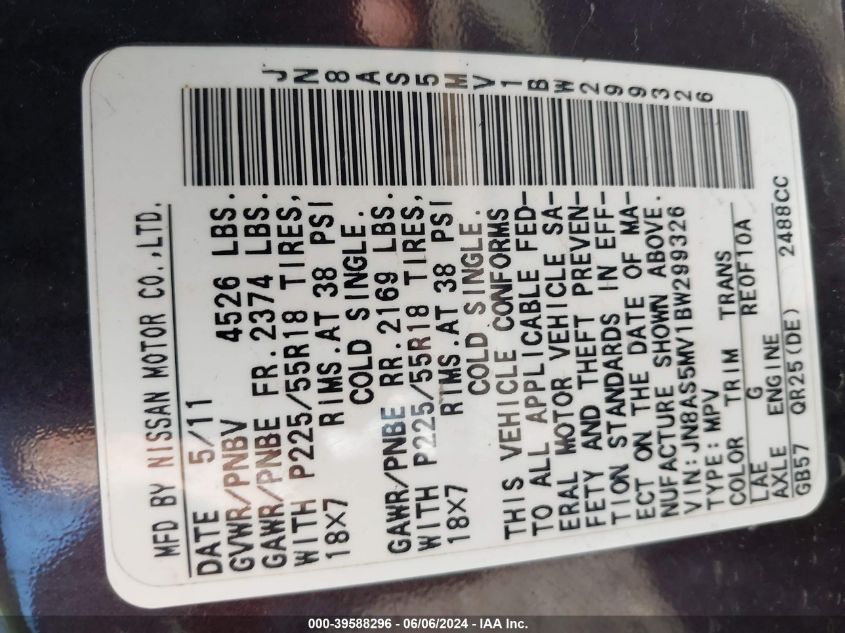 MFD BY NISSAN MOTOR CO.,LTD.
DATE 5/11
GVWR/PNBV 4526 LBS.
GAWR/PNBE FR.2374 LBS.
WITH P225/55R18 TIRES,
18X7 RIMS.AT 38 PSI
COLD SINGLE.
GAWR/PNBE RR.2169 LBS.
WITH P225/55R18 TIRES,
18X7 RIMS.AT 38 PSI
COLD SINGLE.
THIS VEHICLE CONFORMS
TO ALL APPLICABLE FED-
ERAL MOTOR VEHICLE SA-
FETY AND THEFT PREVEN-
TION STANDARDS IN EFF-
ECT ON THE DATE OF MA-
NUFACTURE SHOWN ABOVE.
VIN:JN8AS5MV1BW299326
TYPE:MPV
COLOR TRIM TRANS
LAE G RE0F10A
AXLE ENGINE
GB57 QR25(DE) 2488CC
JN8AS5MV1BW299326
000-39588296 - 06/06/2024 - IAA Inc.